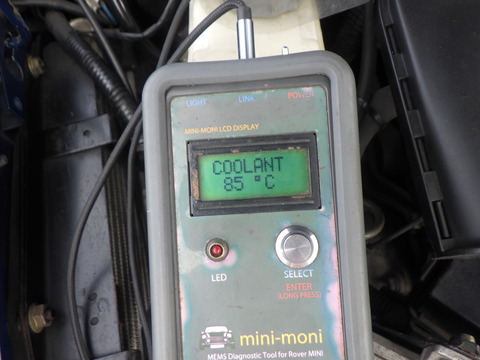 LIGHT LINK POWER
MINI-MONI LCD DISPLAY
COOLANT
85 °C
LED SELECT
ENTER
(LONG PRESS)
mini-moni
MEMS Diagnostic Tool for Rover MINI